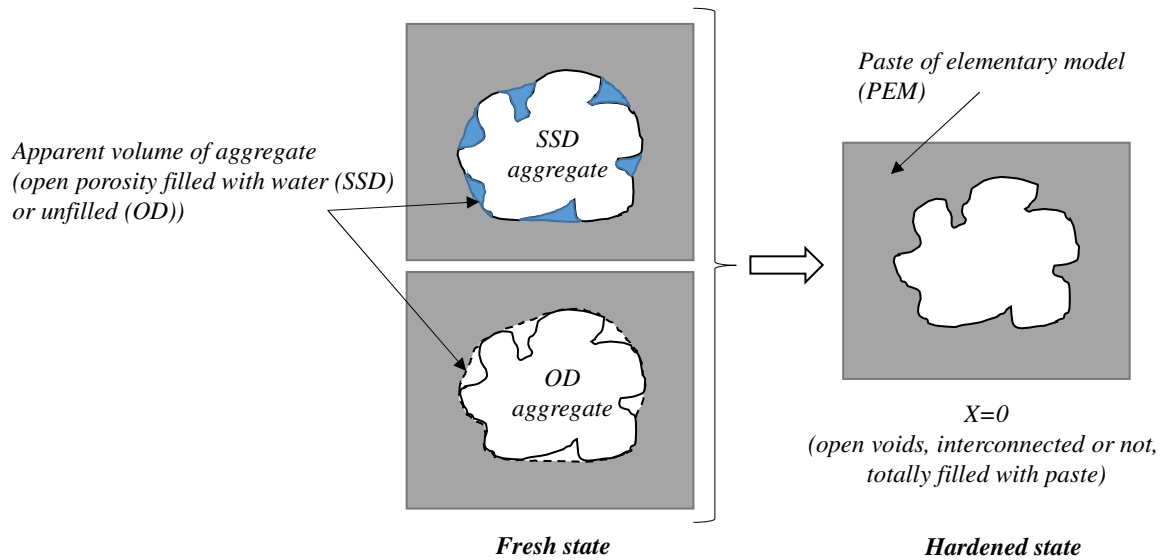 Apparent volume of aggregate
(open porosity filled with water (SSD)
or unfilled (OD))
SSD
aggregate
OD
aggregate
Fresh state
Paste of elementary model
(PEM)
X=0
(open voids, interconnected or not,
totally filled with paste)
Hardened state